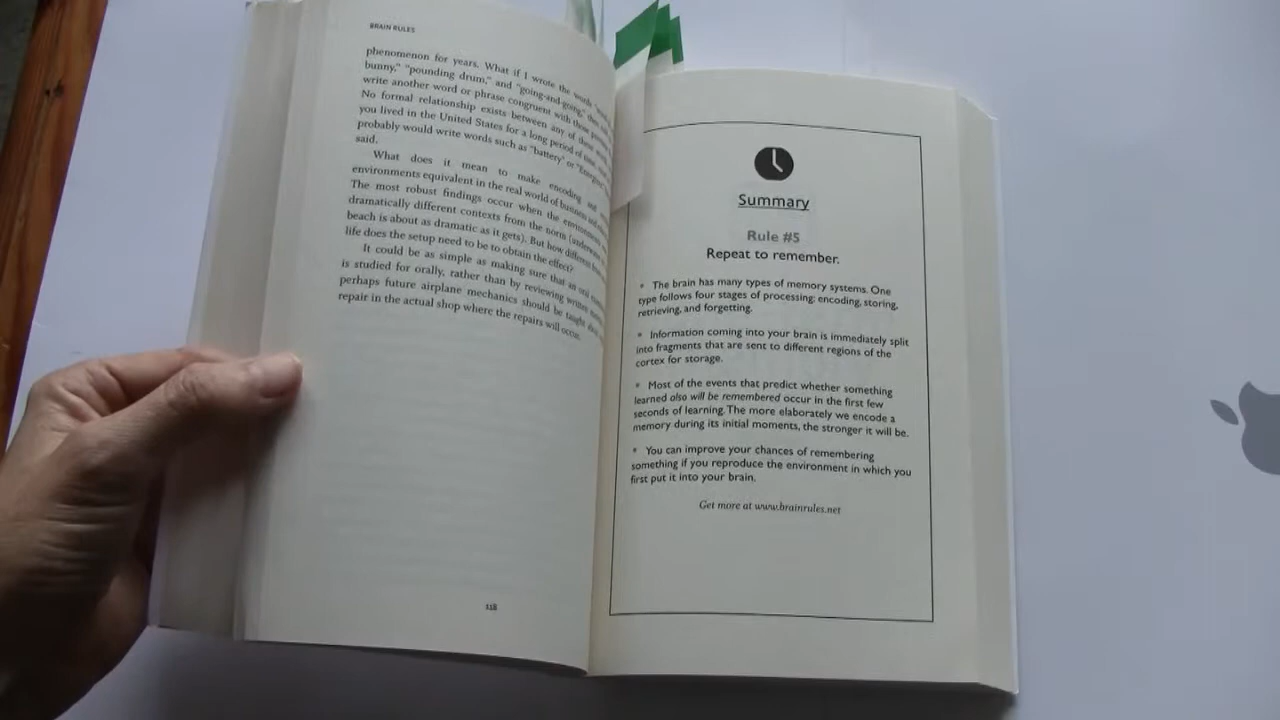 BRAIN RULES
phenomenon for years. What if I wrote the words
bunny," "pounding drum," and "going-and-going,"
write another word or phrase congruent with these
No formal relationship exists between any of these
you lived in the United States for a long period of time,
probably would write words such as "battery" or "Energizer."
said.
What does it mean to make encoding and
environments equivalent in the real world of business and
The most robust findings occur when the environments
dramatically different contexts from the norm (underwater
beach is about as dramatic as it gets). But how different from
life does the setup need to be to obtain the effect?
It could be as simple as making sure that an oral
is studied for orally, rather than by reviewing written
perhaps future airplane mechanics should be taught
repair in the actual shop where the repairs will occur.
118
Summary
Rule #5
Repeat to remember.
• The brain has many types of memory systems. One
type follows four stages of processing: encoding, storing,
retrieving, and forgetting.
• Information coming into your brain is immediately split
into fragments that are sent to different regions of the
cortex for storage.
• Most of the events that predict whether something
learned also will be remembered occur in the first few
seconds of learning. The more elaborately we encode a
memory during its initial moments, the stronger it will be.
• You can improve your chances of remembering
something if you reproduce the environment in which you
first put it into your brain.
Get more at www.brainrules.net